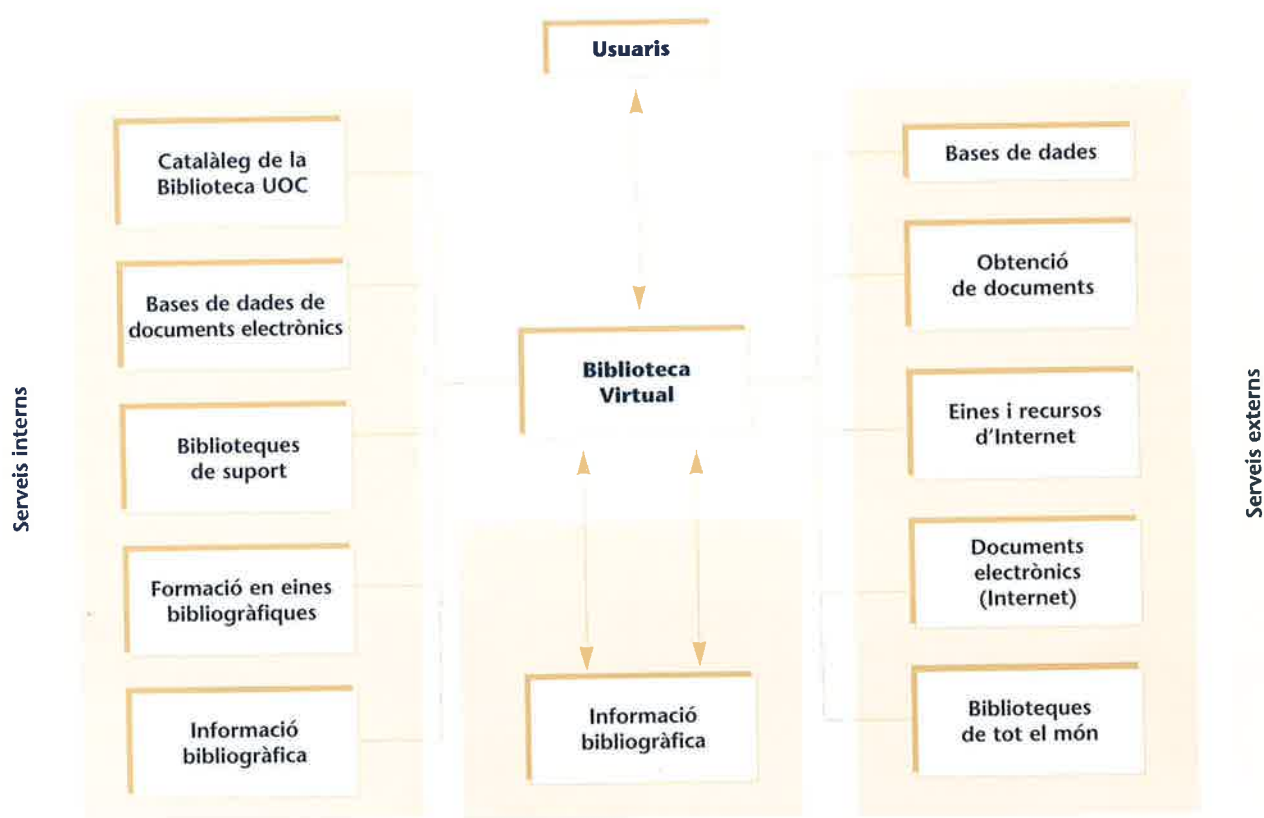 Usuaris
Serveis interns
Catalàleg de la
Biblioteca UOC
Bases de dades de
documents electrònics
Biblioteques
de suport
Formació en eines
bibliogràfiques
Informació
bibliogràfica
Biblioteca
Virtual
Informació
bibliogràfica
Bases de dades
Obtenció
de documents
Eines i recursos
d'Internet
Documents
electrònics
(Internet)
Biblioteques
de tot el món
Serveis externs